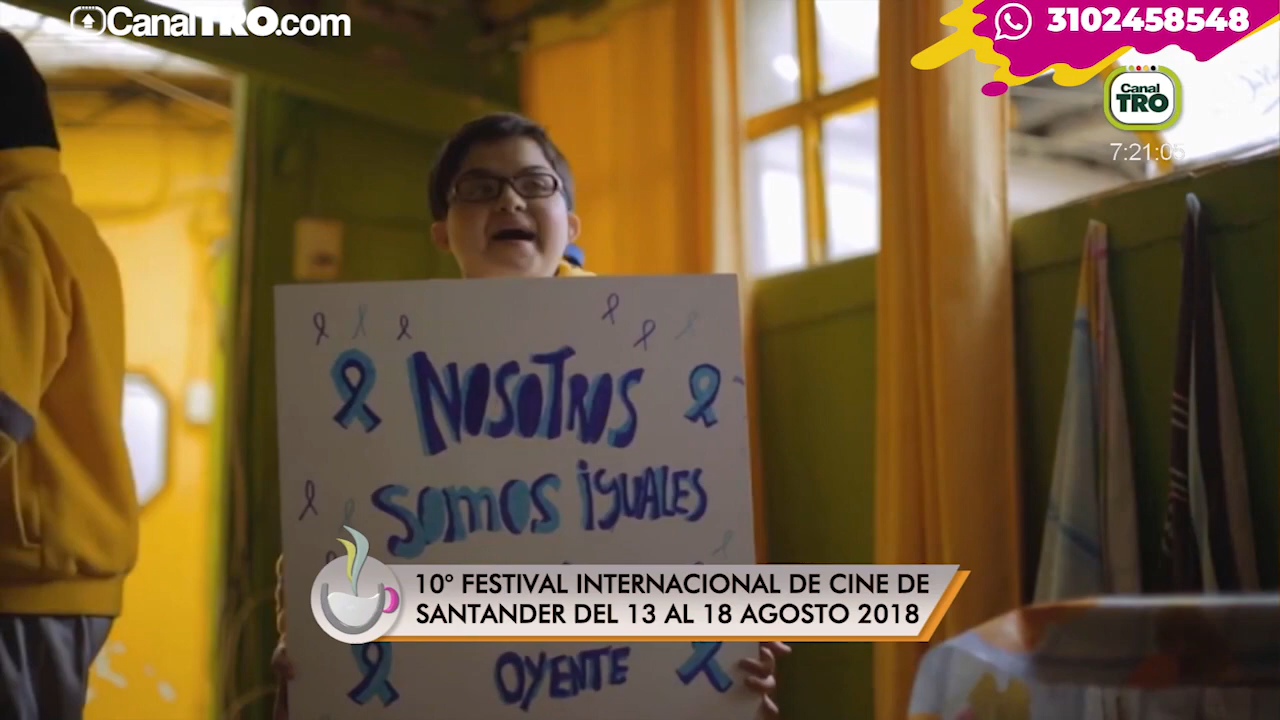 CanalTRO.com
3102458548
Canal
TRO
7:21:05
NOSOTROS
SOMOS iGUALES
10° FESTIVAL INTERNACIONAL DE CINE DE
SANTANDER DEL 13 AL 18 AGOSTO 2018
OYENTE